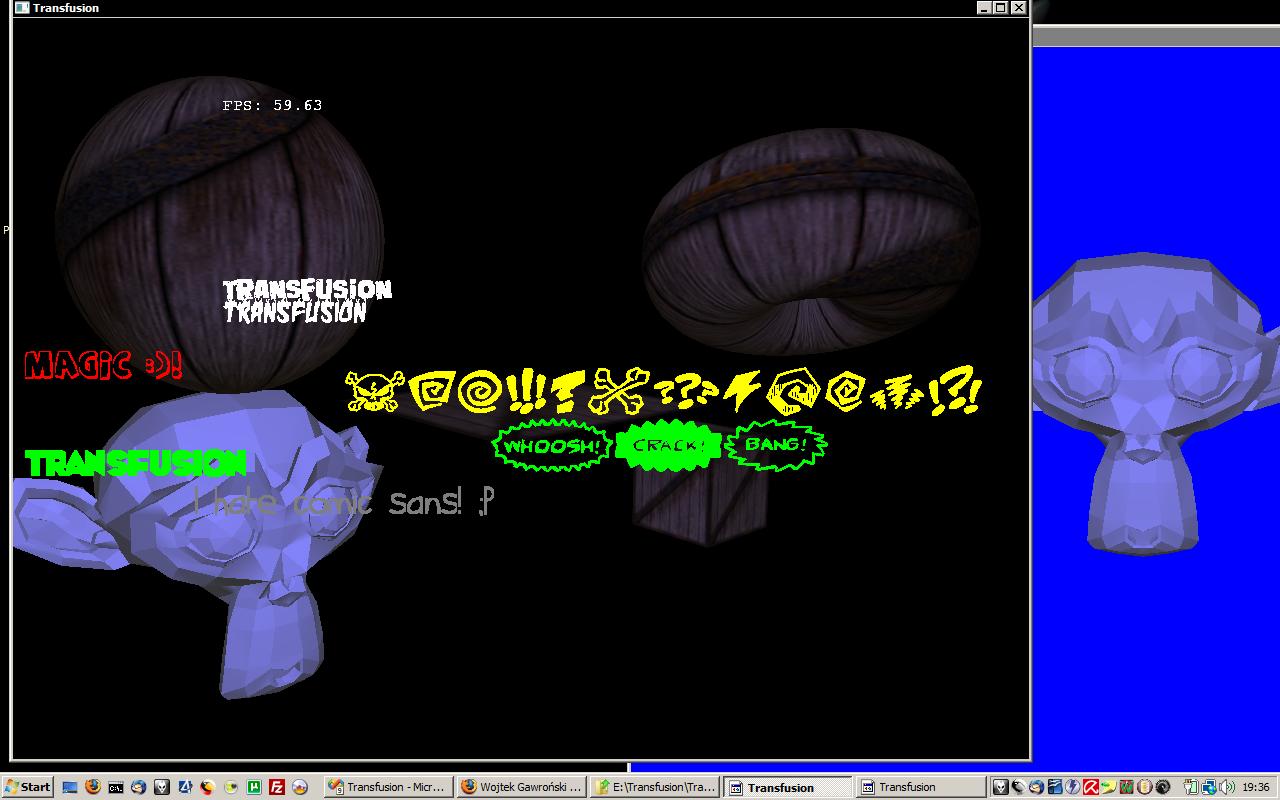 Transfusion
FPS: 59.63
TRANSFUSiON
TRANSFUSION
MAGiC :)!
!!!? ???
!?!
WHOOSH! CRACK! BANG!
TRANSFUSION
I hate comic sans! :P
P
Start
Transfusion - Micr...
Wojtek Gawroński ...
E:\Transfusion\Tra...
Transfusion
Transfusion
19:36